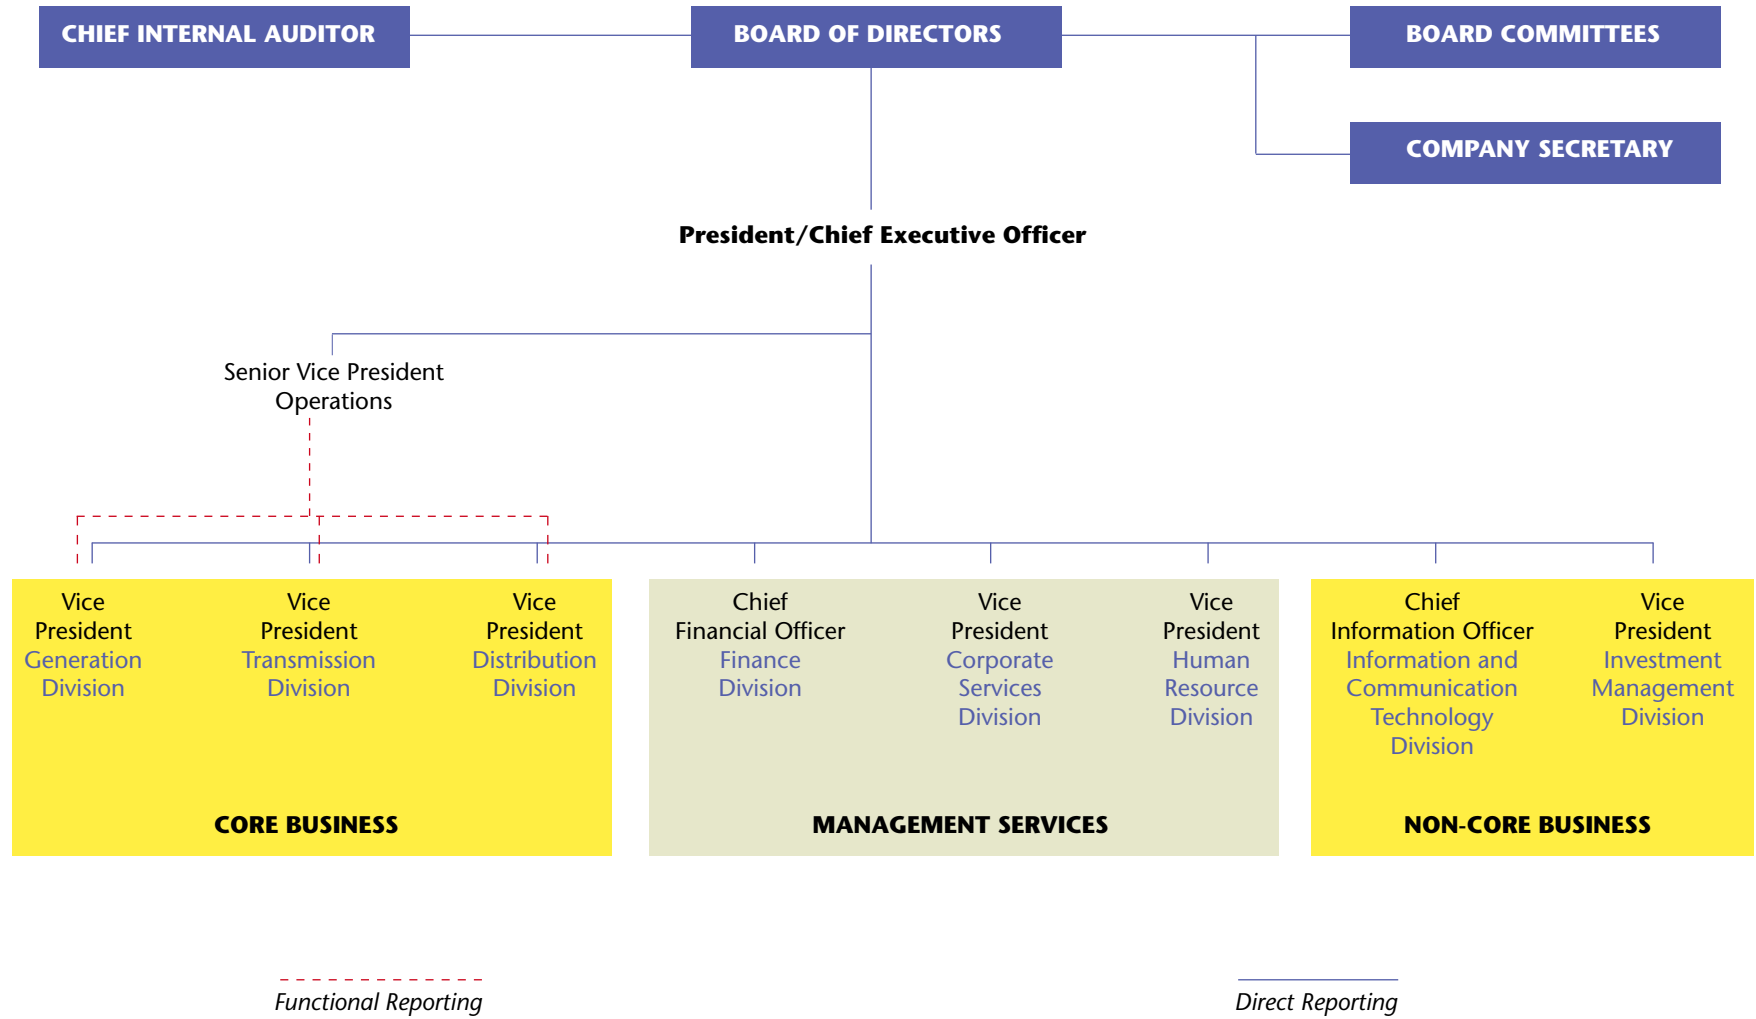 CHIEF INTERNAL AUDITOR
BOARD OF DIRECTORS
BOARD COMMITTEES
COMPANY SECRETARY
President/Chief Executive Officer
Senior Vice President
Operations
Vice
President
Generation
Division
Vice
President
Transmission
Division
Vice
President
Distribution
Division
CORE BUSINESS
Chief
Financial Officer
Finance
Division
Vice
President
Corporate
Services
Division
Vice
President
Human
Resource
Division
MANAGEMENT SERVICES
Chief
Information Officer
Information and
Communication
Technology
Division
Vice
President
Investment
Management
Division
NON-CORE BUSINESS
Functional Reporting
Direct Reporting